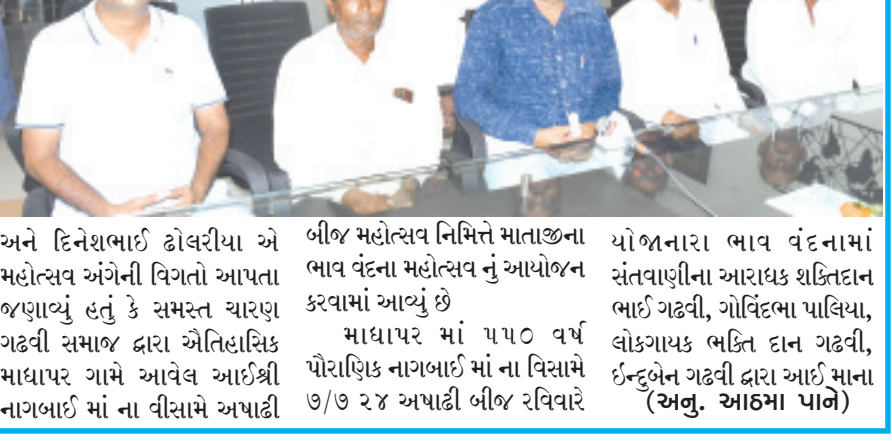 અને દિનેશભાઈ ઢોલરીયા એ
મહોત્સવ અંગેની વિગતો આપતા
જણાવ્યું હતું કે સમસ્ત ચારણ
ગઢવી સમાજ દ્વારા ઐતિહાસિક
માધાપર ગામે આવેલ આઈશ્રી
નાગબાઈ માં ના વીસામે અષાઢી
બીજ મહોત્સવ નિમિત્તે માતાજીના
ભાવ વંદના મહોત્સવ નું આયોજન
કરવામાં આવ્યું છે
માધાપર માં ૫૫૦ વર્ષ
પૌરાણિક નાગબાઈ માં ના વિસામે
૭/૭ ૨૪ અષાઢી બીજ રવિવારે
યોજાનારા ભાવ વંદનામાં
સંતવાણીના આરાધક શક્તિદાન
ભાઈ ગઢવી, ગોવિંદભા પાલિયા,
લોકગાયક ભક્તિ દાન ગઢવી,
ઇન્દુબેન ગઢવી દ્વારા આઈ માના
(અનુ. આઠમા પાને)